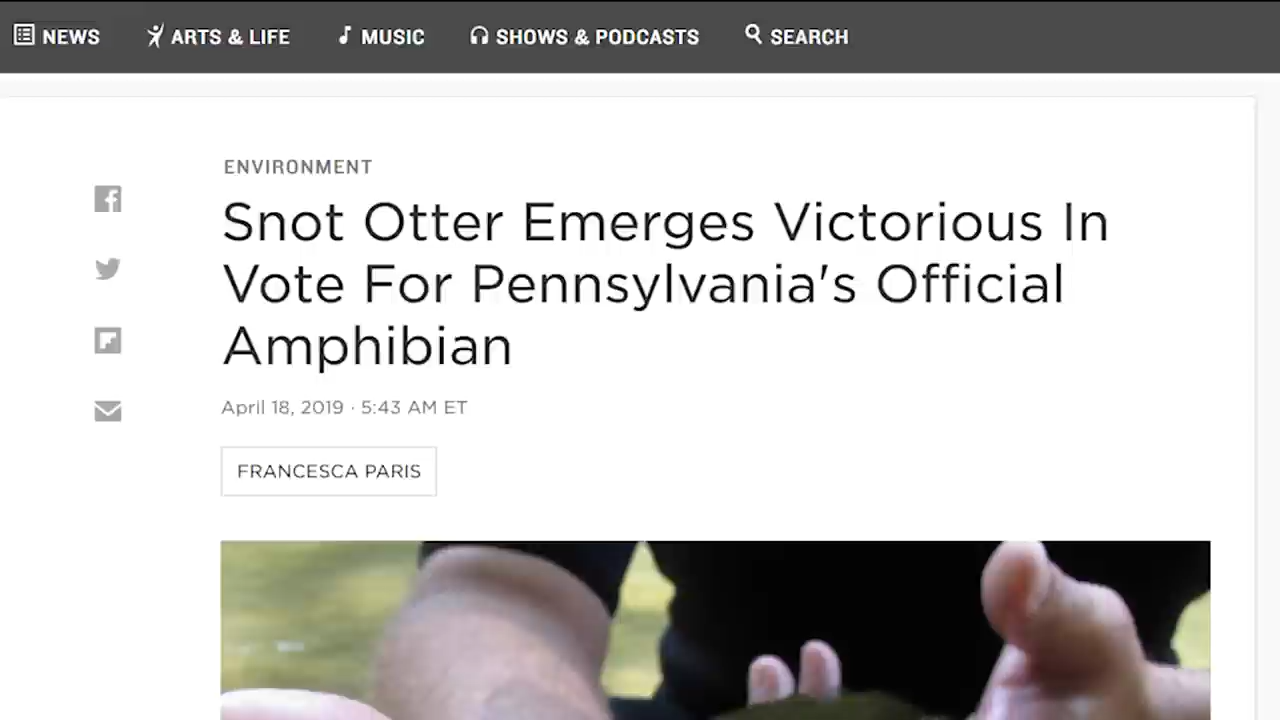 NEWS ARTS & LIFE MUSIC SHOWS & PODCASTS SEARCH
ENVIRONMENT
Snot Otter Emerges Victorious In
Vote For Pennsylvania's Official
Amphibian
April 18, 2019 · 5:43 AM ET
FRANCESCA PARIS